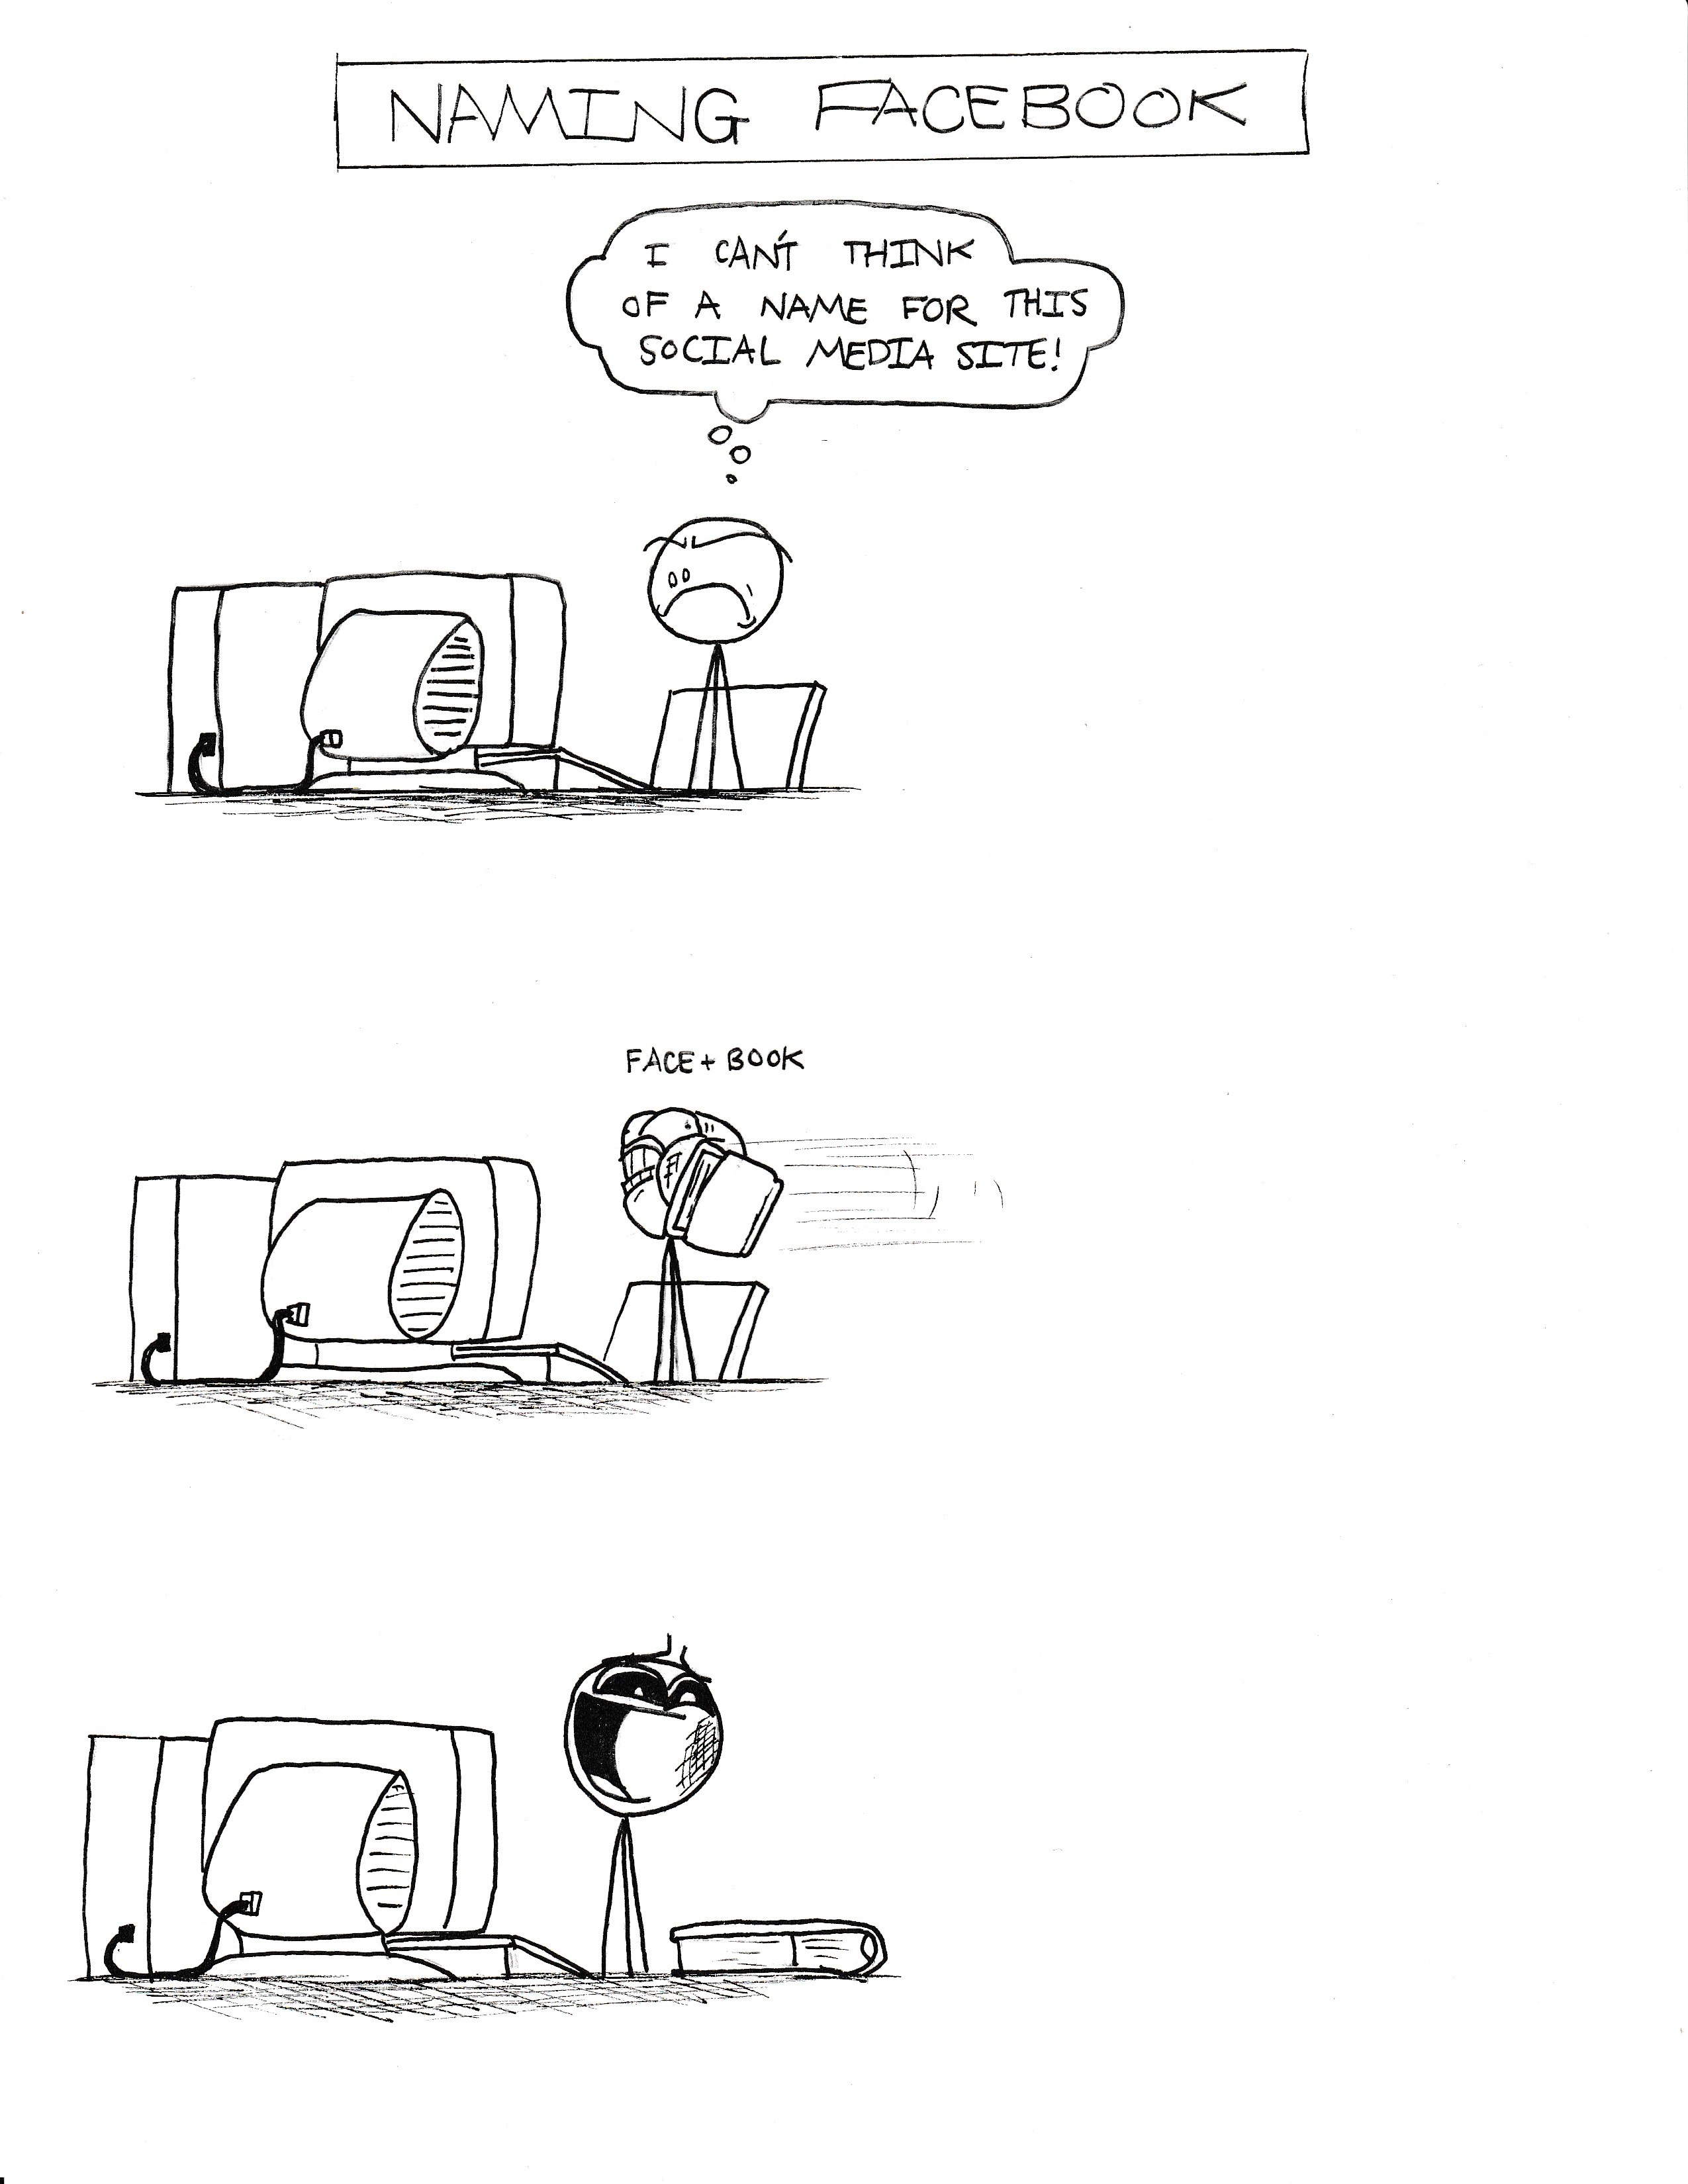 NAMING FACEBOOK
I CAN'T THINK
OF A NAME FOR THIS
SOCIAL MEDIA SITE!
FACE + BOOK